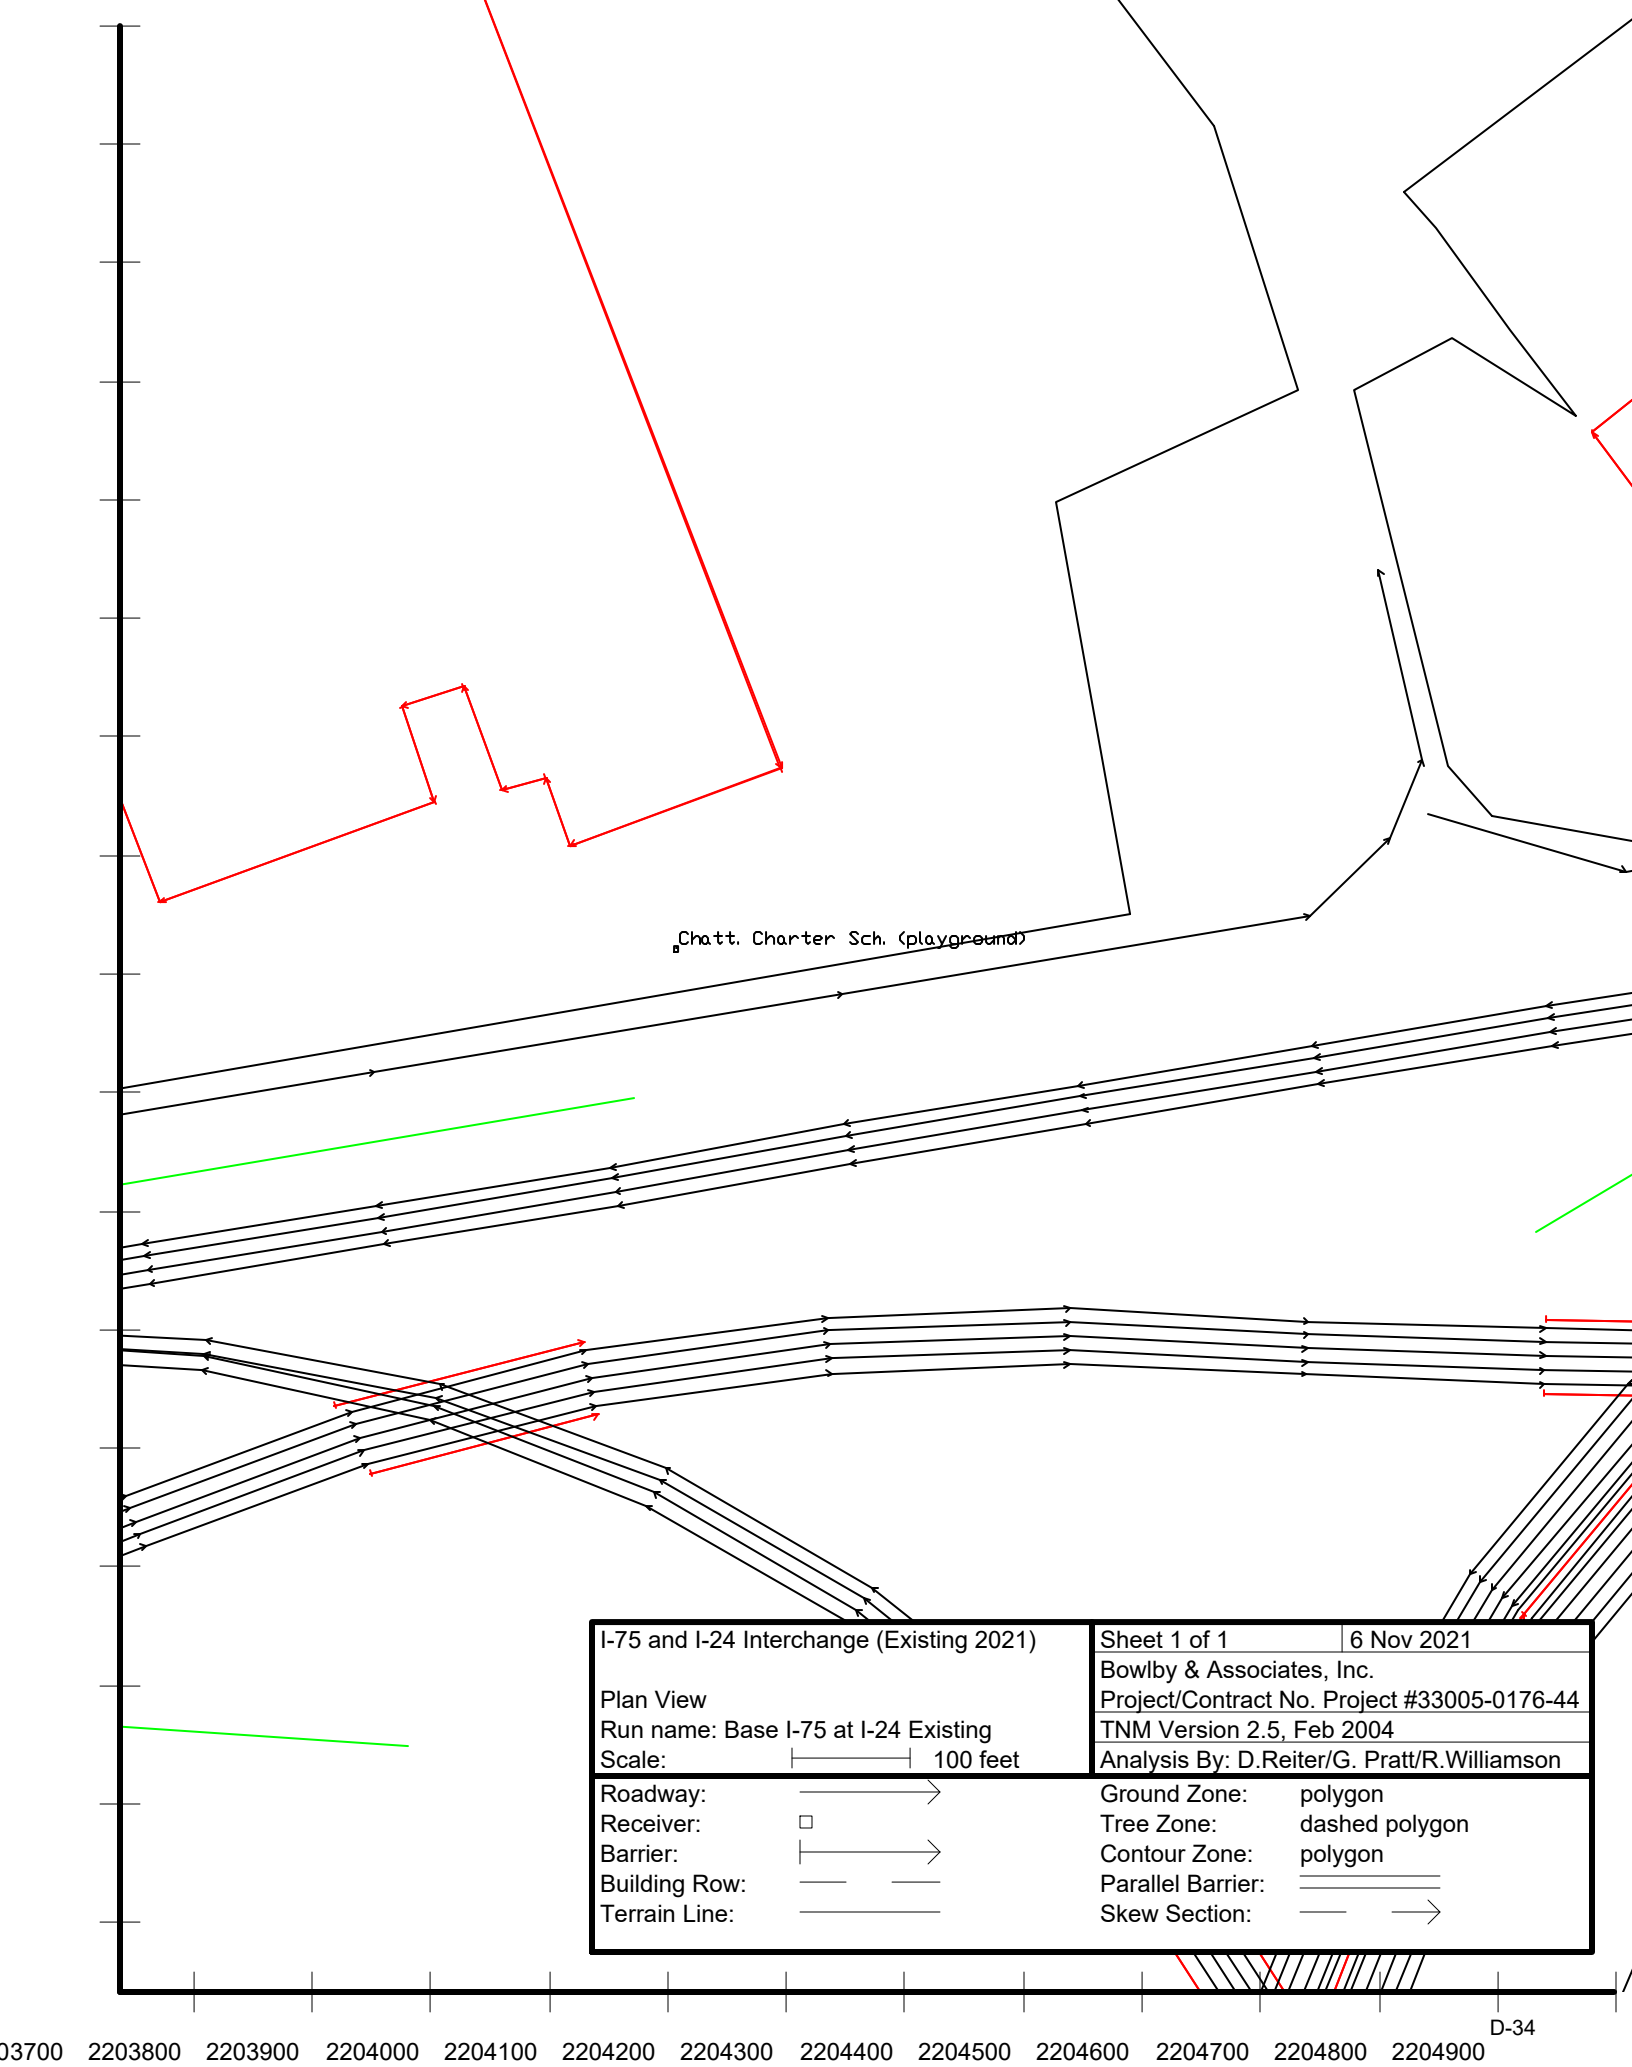 Chatt. Charter Sch. (playground)
I-75 and I-24 Interchange (Existing 2021)
Plan View
Run name: Base I-75 at I-24 Existing
Scale: 100 feet
Sheet 1 of 1 6 Nov 2021
Bowlby & Associates, Inc.
Project/Contract No. Project #33005-0176-44
TNM Version 2.5, Feb 2004
Analysis By: D.Reiter/G. Pratt/R.Williamson
Roadway:
Receiver:
Barrier:
Building Row:
Terrain Line:
Ground Zone: polygon
Tree Zone: dashed polygon
Contour Zone: polygon
Parallel Barrier:
Skew Section:
D-34
03700 2203800 2203900 2204000 2204100 2204200 2204300 2204400 2204500 2204600 2204700 2204800 2204900